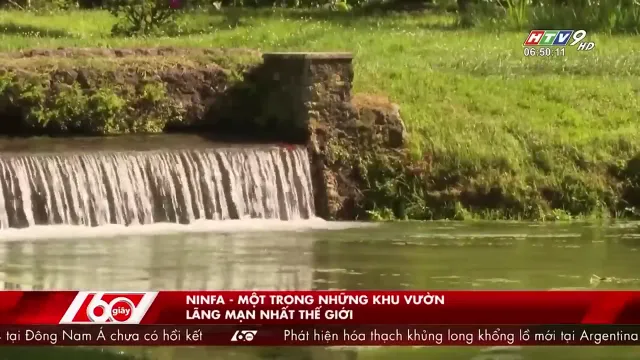 HTV9 HD
06:50:11
60 giây
NINFA - MỘT TRONG NHỮNG KHU VƯỜN
LÃNG MẠN NHẤT THẾ GIỚI
tại Đông Nam Á chưa có hồi kết 60 Phát hiện hóa thạch khủng long khổng lồ mới tại Argentina